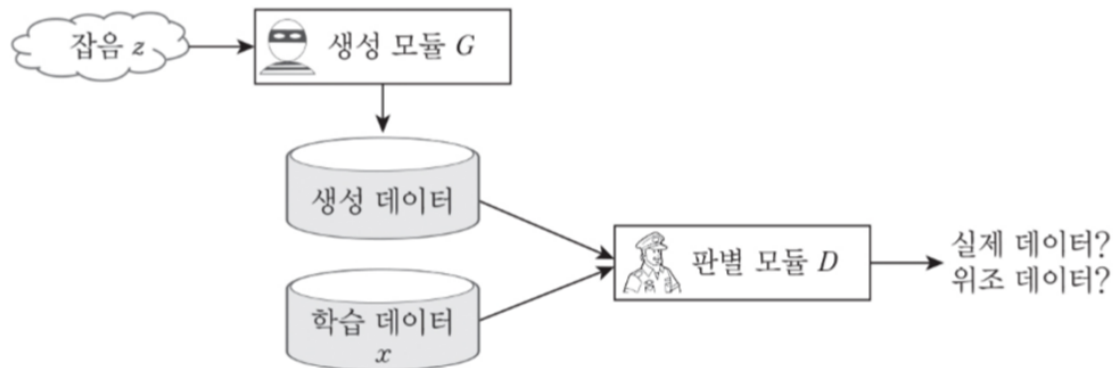 잡음 z
생성 모듈 G
생성 데이터
학습 데이터
x
판별 모듈 D
실제 데이터?
위조 데이터?